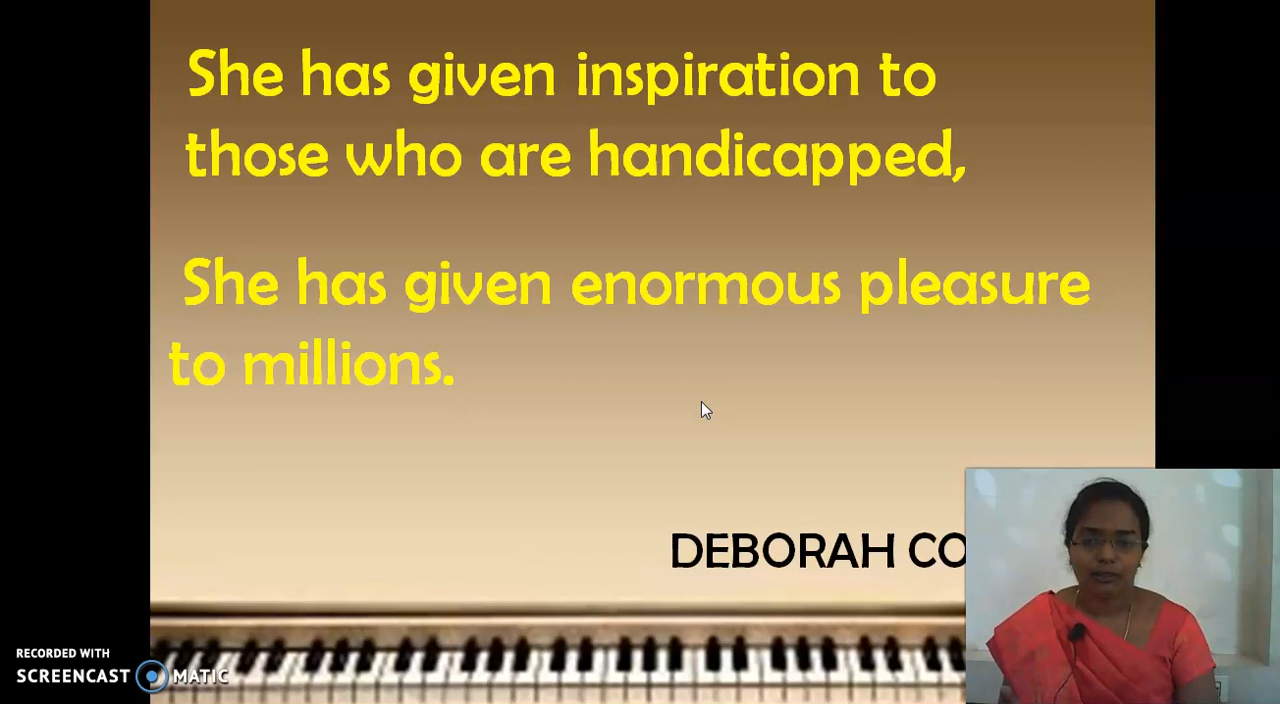 She has given inspiration to
those who are handicapped,
She has given enormous pleasure
to millions.
DEBORAH CO
RECORDED WITH
SCREENCAST MATIC